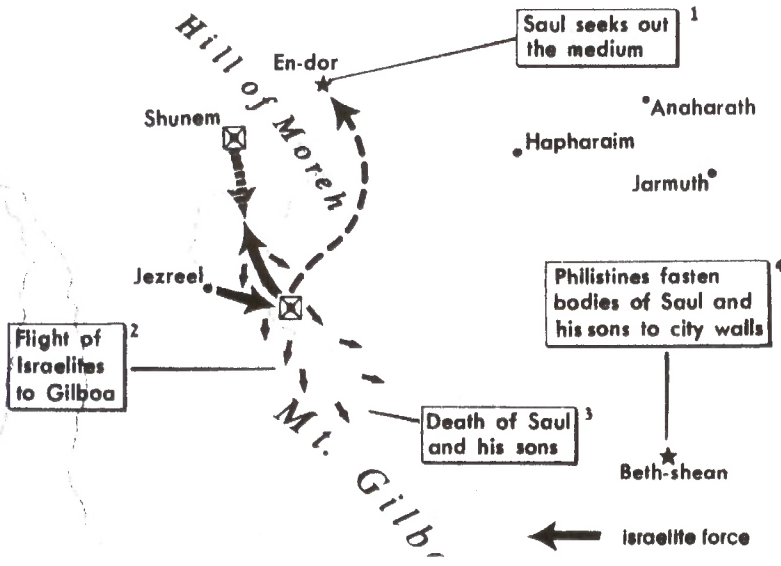 Saul seeks out
the medium
1
En-dor
Hill of Moreh
Shunem
Anaharath
Hapharaim
Jarmuth
Jezreel
Philistines fasten
bodies of Saul and
his sons to city walls
4
Flight of
Israelites
to Gilboa
2
Death of Saul
and his sons
3
Mt. Gilb
Beth-shean
israelite force